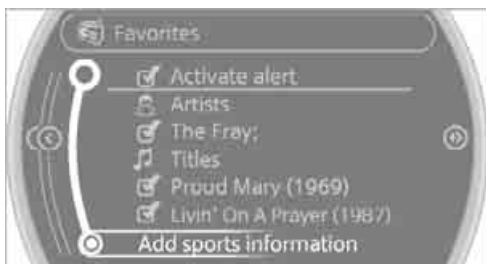 Favorites
Activate alert
Artists
The Fray;
Titles
Proud Mary (1969)
Livin' On A Prayer (1987)
Add sports information